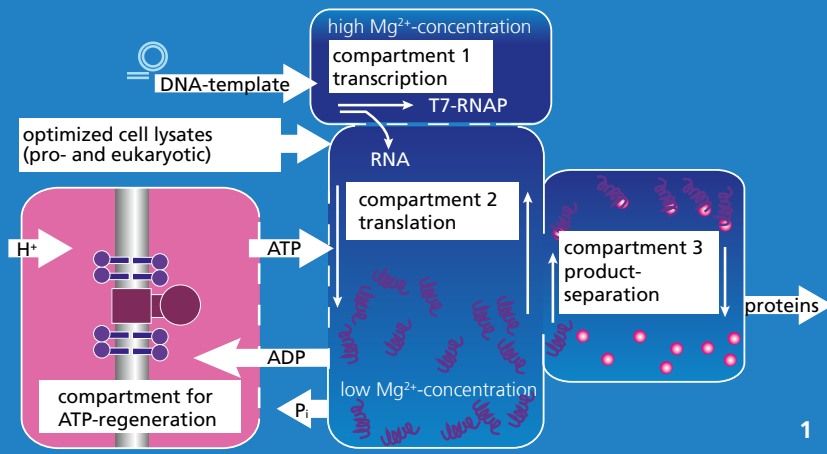 high Mg²⁺-concentration
compartment 1
transcription
DNA-template
T7-RNAP
optimized cell lysates
(pro- and eukaryotic)
RNA
compartment 2
translation
H⁺
ATP
compartment 3
product-
separation
proteins
ADP
low Mg²⁺-concentration
compartment for
ATP-regeneration
Pᵢ
1